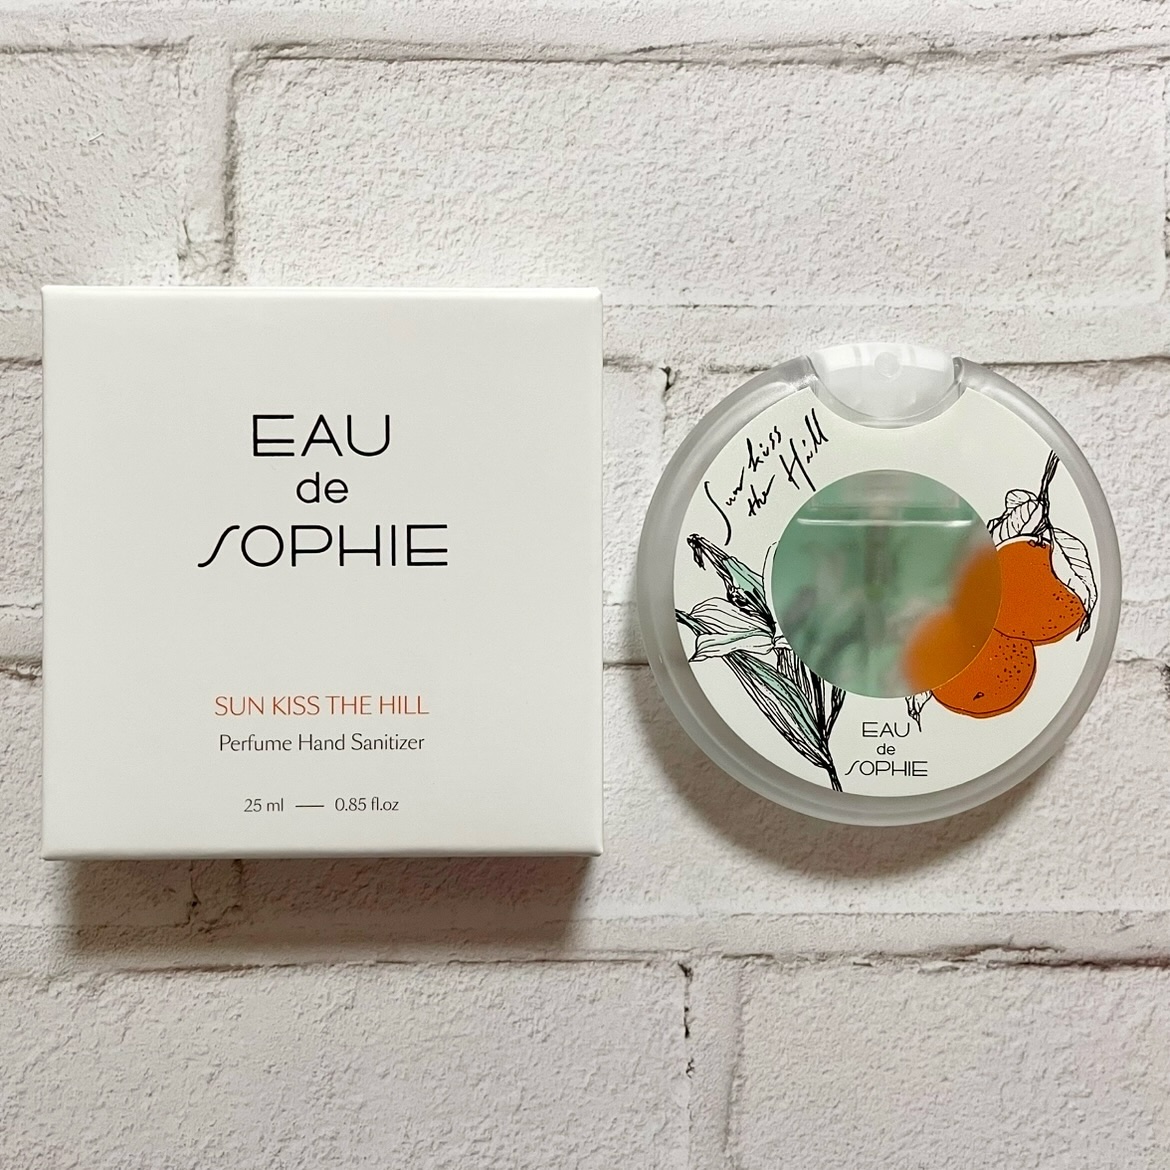 EAU
de
SOPHIE
SUN KISS THE HILL
Perfume Hand Sanitizer
25 ml — 0.85 fl.oz
Sun kiss
the Hill
EAU
de
SOPHIE